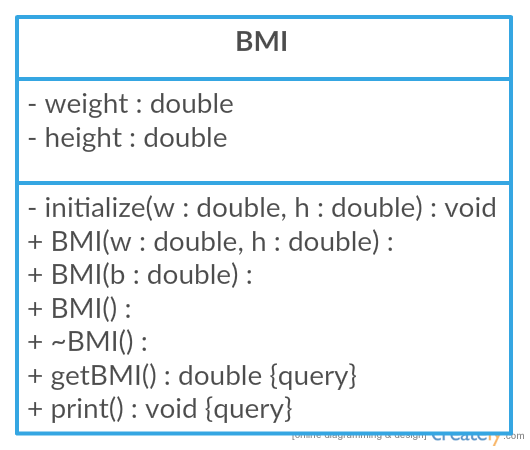 BMI
- weight : double
- height : double
- initialize(w : double, h : double) : void
+ BMI(w : double, h : double) :
+ BMI(b : double) :
+ BMI() :
+ ~BMI() :
+ getBMI() : double {query}
+ print() : void {query}
[online diagramming & design] creately.com